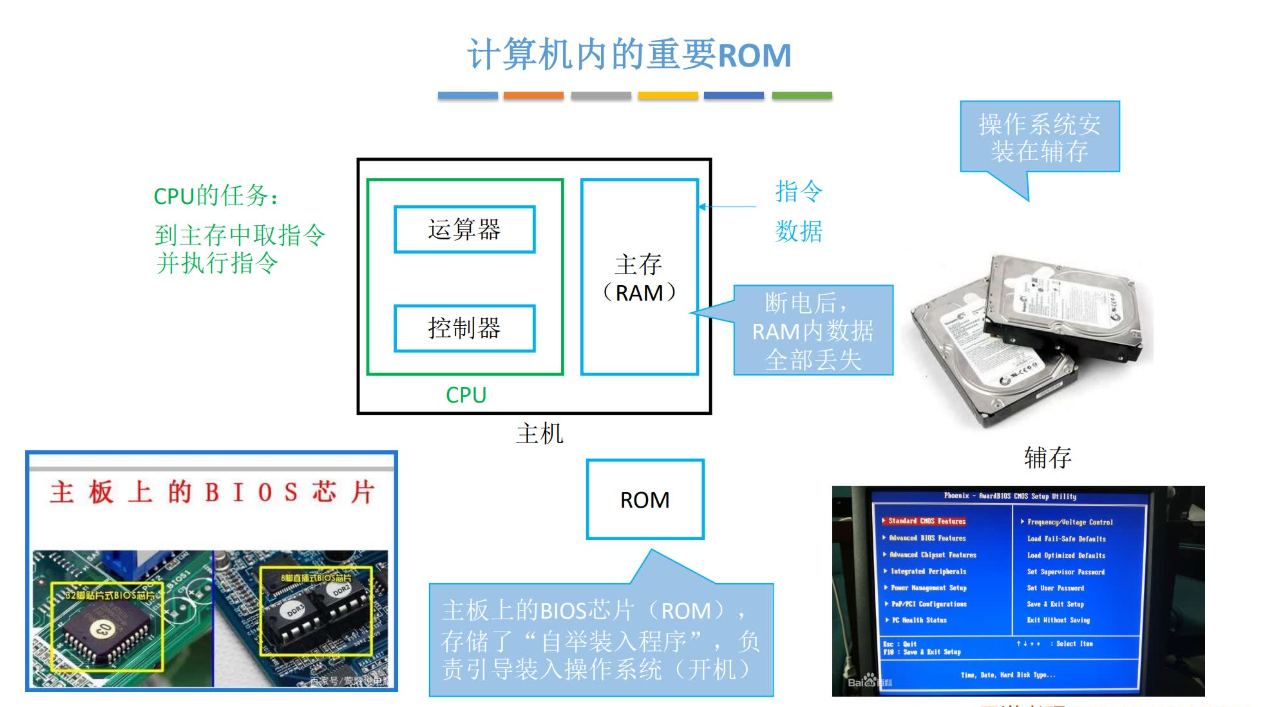 计算机内的重要ROM
操作系统安
装在辅存
CPU的任务：
到主存中取指令
并执行指令
运算器
控制器
CPU
主存
（RAM）
主机
指令
数据
断电后，
RAM内数据
全部丢失
辅存
主板上的BIOS芯片
32脚贴片式BIOS芯片
8脚直插式BIOS芯片
ROM
主板上的BIOS芯片（ROM），
存储了“自举装入程序”，负
责引导装入操作系统（开机）
Phoenix - AwardBIOS CMOS Setup Utility
Standard CMOS Features
Advanced BIOS Features
Advanced Chipset Features
Integrated Peripherals
Power Management Setup
PnP/PCI Configurations
PC Health Status
Frequency/Voltage Control
Load Fail-Safe Defaults
Load Optimized Defaults
Set Supervisor Password
Set User Password
Save & Exit Setup
Exit Without Saving
Esc : Quit
F10 : Save & Exit Setup
: Select Item
Time, Date, Hard Disk Type...